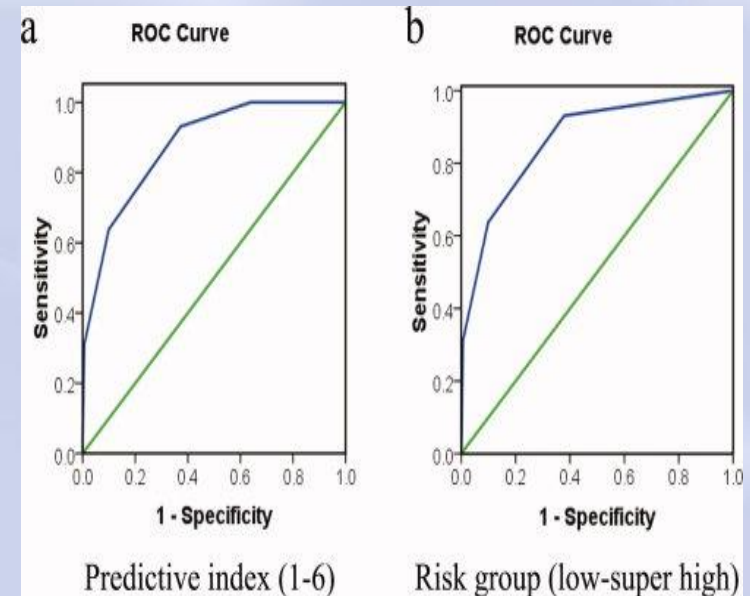 a
ROC Curve
1.0
0.8
0.6
0.4
0.2
0.0
Sensitivity
0.0 0.2 0.4 0.6 0.8 1.0
1 - Specificity
Predictive index (1-6)
b
ROC Curve
1.0
0.8
0.6
0.4
0.2
0.0
Sensitivity
0.0 0.2 0.4 0.6 0.8 1.0
1 - Specificity
Risk group (low-super high)